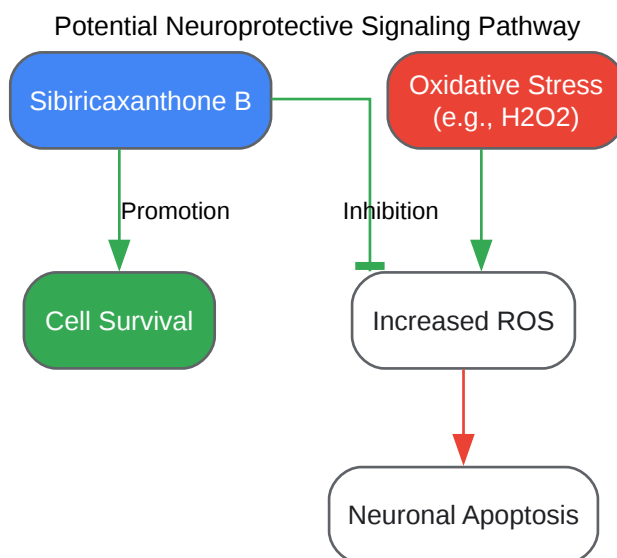 Potential Neuroprotective Signaling Pathway
Sibiricaxanthone B
Oxidative Stress
(e.g., H2O2)
Promotion
Inhibition
Cell Survival
Increased ROS
Neuronal Apoptosis